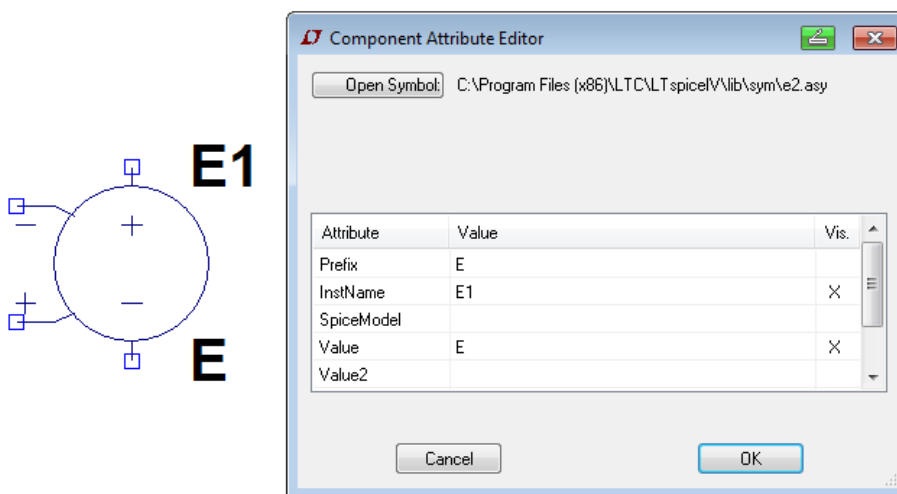 E1
E
Component Attribute Editor
Open Symbol: C:\Program Files (x86)\LTC\LTspiceIV\lib\sym\e2.asy
Attribute Value Vis.
Prefix E
InstName E1 X
SpiceModel
Value E X
Value2
Cancel OK